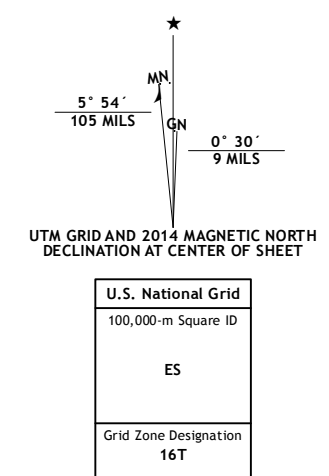 ★
MN
GN
5° 54´
105 MILS
0° 30´
9 MILS
UTM GRID AND 2014 MAGNETIC NORTH
DECLINATION AT CENTER OF SHEET
U.S. National Grid
100,000-m Square ID
ES
Grid Zone Designation
16T